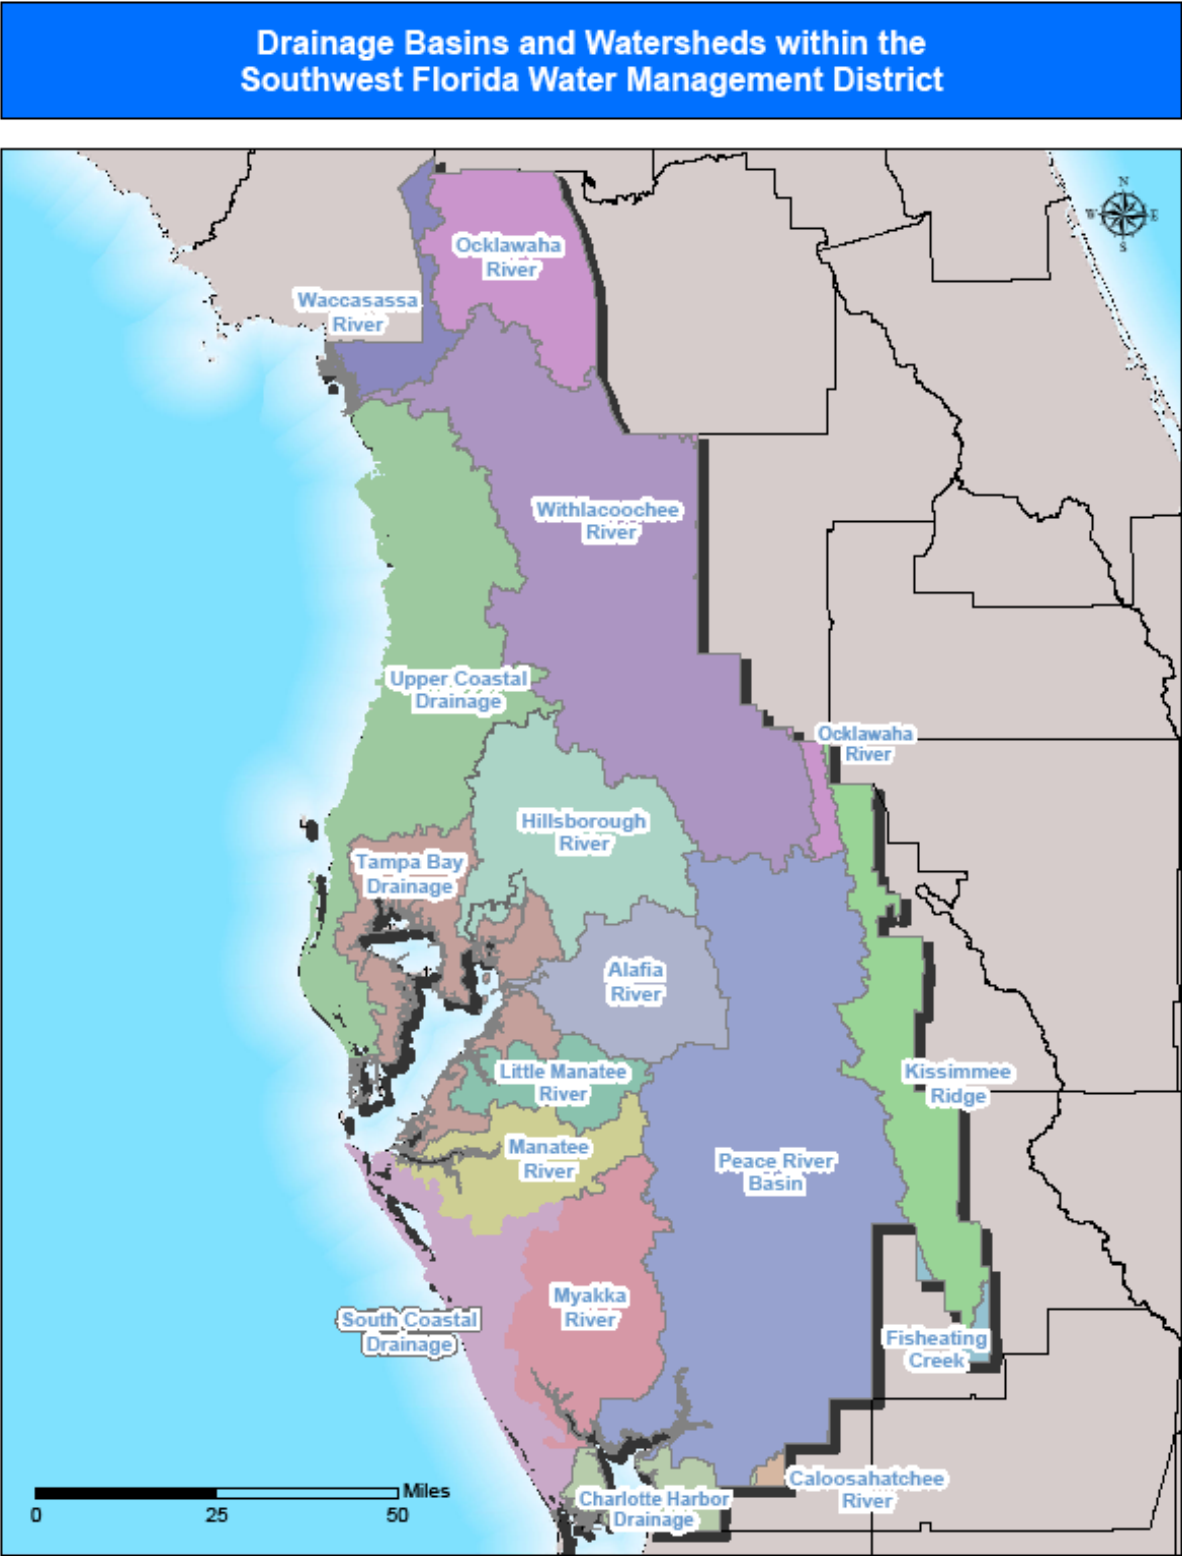 Drainage Basins and Watersheds within the
Southwest Florida Water Management District
N
W E
S
Ocklawaha
River
Waccasassa
River
Withlacoochee
River
Upper Coastal
Drainage
Ocklawaha
River
Hillsborough
River
Tampa Bay
Drainage
Alafia
River
Little Manatee
River
Kissimmee
Ridge
Manatee
River
Peace River
Basin
Myakka
River
South Coastal
Drainage
Fisheating
Creek
Caloosahatchee
River
Charlotte Harbor
Drainage
Miles
0 25 50